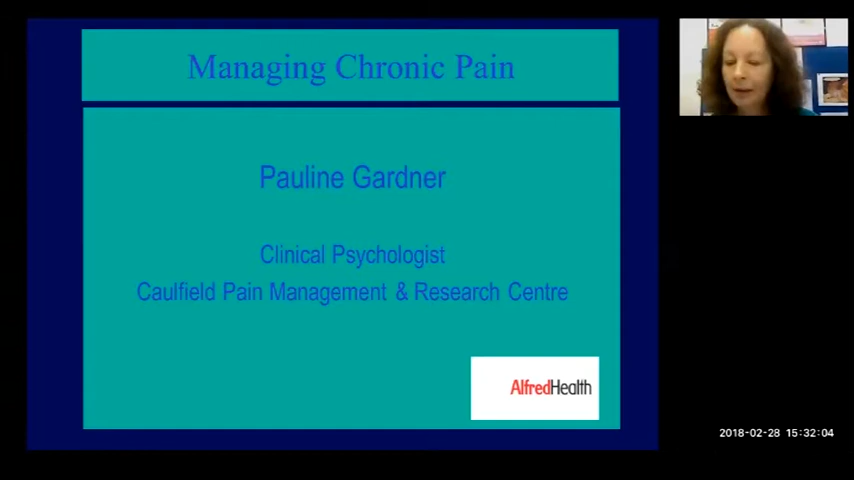 Managing Chronic Pain
Pauline Gardner
Clinical Psychologist
Caulfield Pain Management & Research Centre
AlfredHealth
2018-02-28 15:32:04